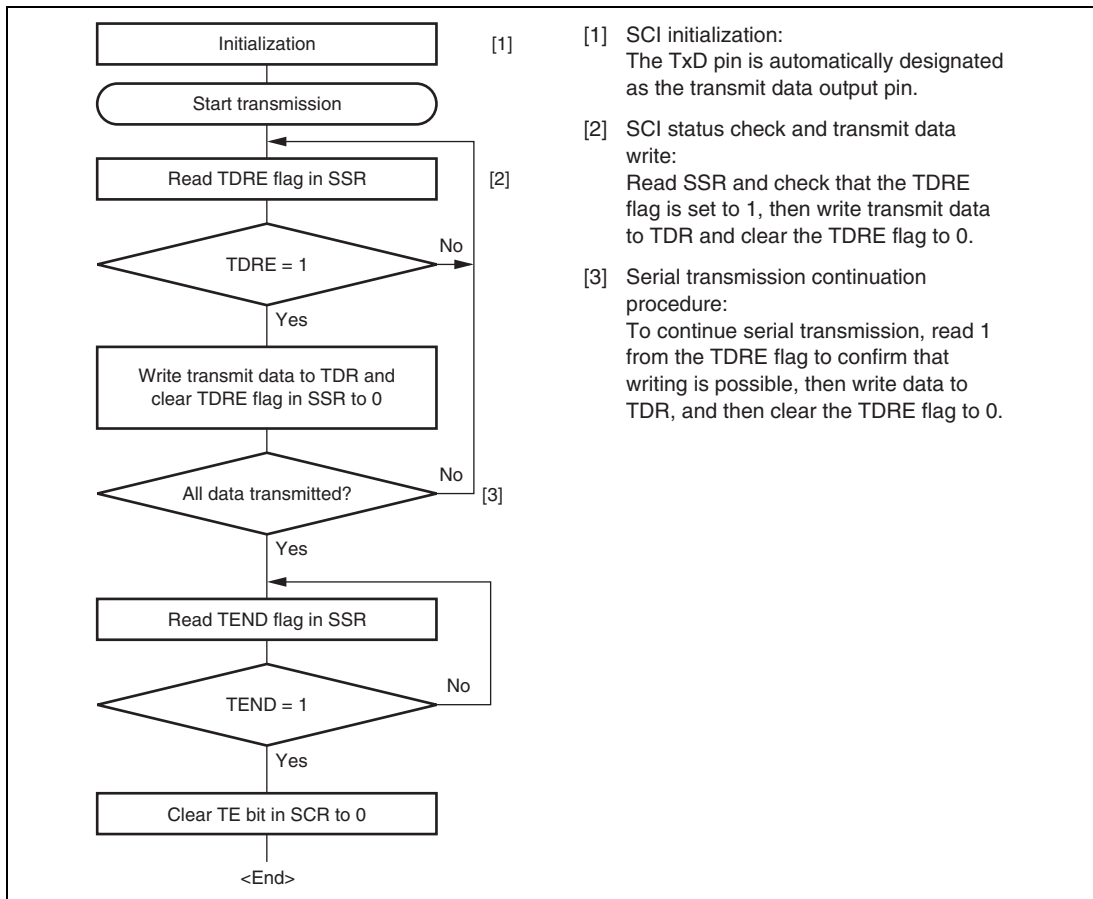 Initialization
[1]
Start transmission
Read TDRE flag in SSR
[2]
TDRE = 1
No
Yes
Write transmit data to TDR and
clear TDRE flag in SSR to 0
All data transmitted?
No
[3]
Yes
Read TEND flag in SSR
TEND = 1
No
Yes
Clear TE bit in SCR to 0
<End>
[1] SCI initialization:
The TxD pin is automatically designated
as the transmit data output pin.
[2] SCI status check and transmit data
write:
Read SSR and check that the TDRE
flag is set to 1, then write transmit data
to TDR and clear the TDRE flag to 0.
[3] Serial transmission continuation
procedure:
To continue serial transmission, read 1
from the TDRE flag to confirm that
writing is possible, then write data to
TDR, and then clear the TDRE flag to 0.